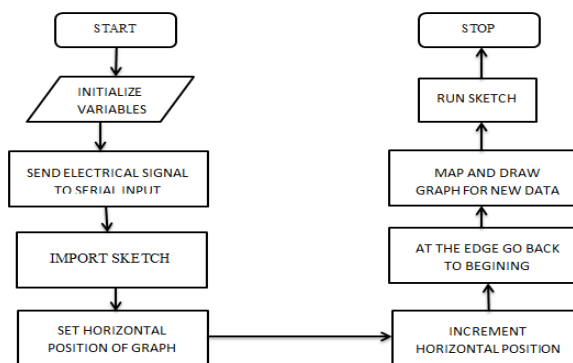 START
INITIALIZE
VARIABLES
SEND ELECTRICAL SIGNAL
TO SERIAL INPUT
IMPORT SKETCH
SET HORIZONTAL
POSITION OF GRAPH
INCREMENT
HORIZONTAL POSITION
AT THE EDGE GO BACK
TO BEGINING
MAP AND DRAW
GRAPH FOR NEW DATA
RUN SKETCH
STOP